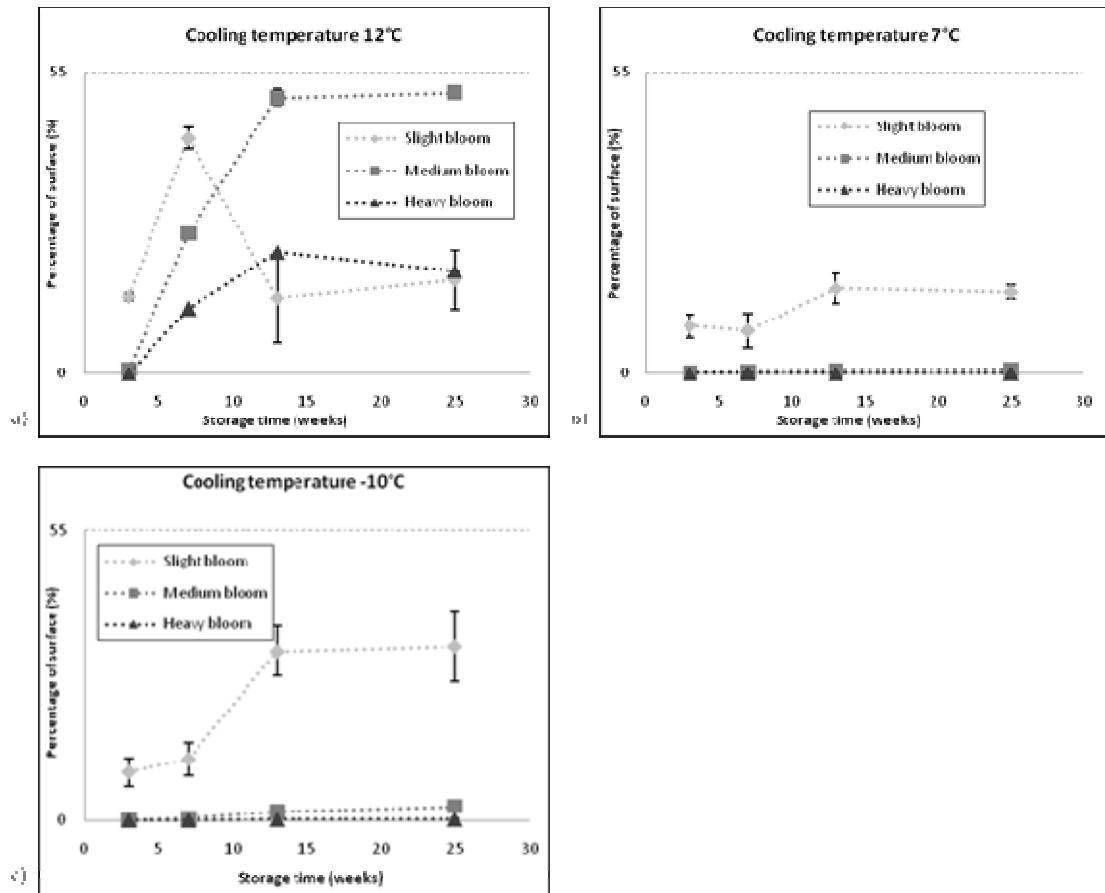 Cooling temperature 12°C
55
Percentage of surface (%)
Slight bloom
Medium bloom
Heavy bloom
0
0 5 10 15 20 25 30
Storage time (weeks)
a)
Cooling temperature 7°C
55
Percentage of surface (%)
Slight bloom
Medium bloom
Heavy bloom
0
0 5 10 15 20 25 30
Storage time (weeks)
b)
Cooling temperature -10°C
55
Percentage of surface (%)
Slight bloom
Medium bloom
Heavy bloom
0
0 5 10 15 20 25 30
Storage time (weeks)
c)